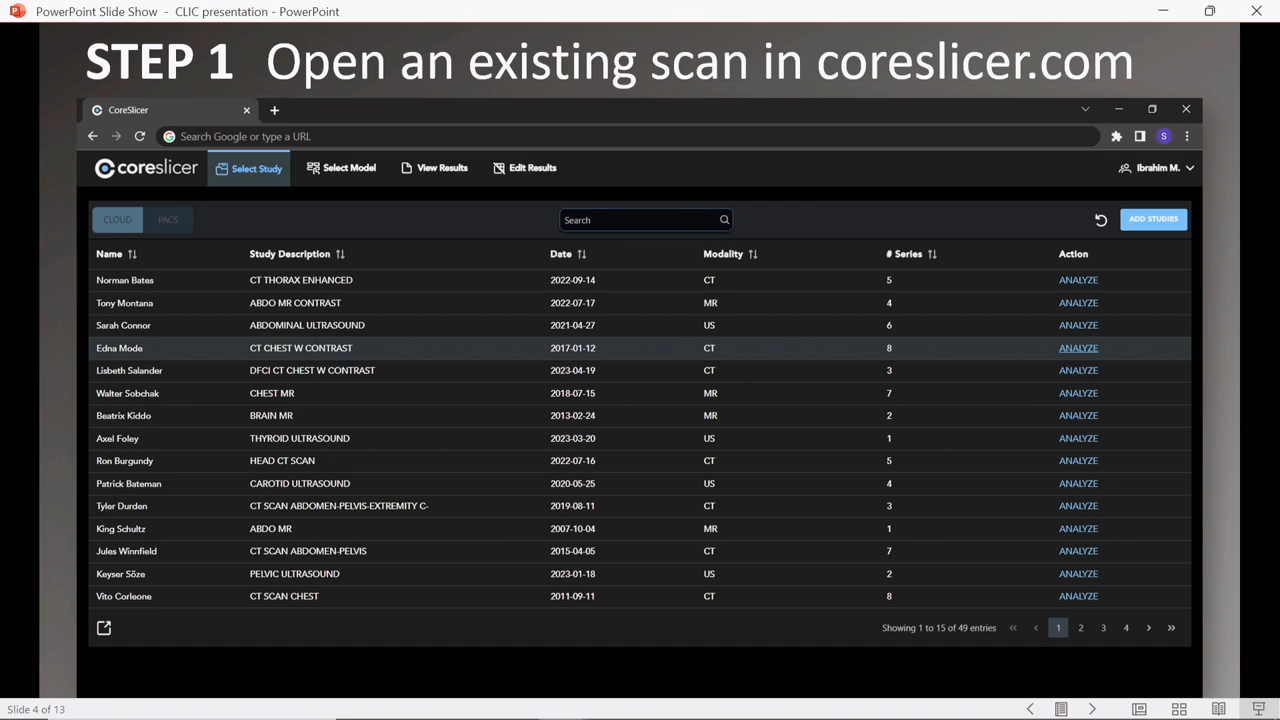 PowerPoint Slide Show - CLIC presentation - PowerPoint
STEP 1 Open an existing scan in coreslicer.com
CoreSlicer
Search Google or type a URL
S
coreslicer Select Study Select Model View Results Edit Results Ibrahim M.
CLOUD PACS Search ADD STUDIES
Name Study Description Date Modality # Series Action
Norman Bates CT THORAX ENHANCED 2022-09-14 CT 5 ANALYZE
Tony Montana ABDO MR CONTRAST 2022-07-17 MR 4 ANALYZE
Sarah Connor ABDOMINAL ULTRASOUND 2021-04-27 US 6 ANALYZE
Edna Mode CT CHEST W CONTRAST 2017-01-12 CT 8 ANALYZE
Lisbeth Salander DFCI CT CHEST W CONTRAST 2023-04-19 CT 3 ANALYZE
Walter Sobchak CHEST MR 2018-07-15 MR 7 ANALYZE
Beatrix Kiddo BRAIN MR 2013-02-24 MR 2 ANALYZE
Axel Foley THYROID ULTRASOUND 2023-03-20 US 1 ANALYZE
Ron Burgundy HEAD CT SCAN 2022-07-16 CT 5 ANALYZE
Patrick Bateman CAROTID ULTRASOUND 2020-05-25 US 4 ANALYZE
Tyler Durden CT SCAN ABDOMEN-PELVIS-EXTREMITY C- 2019-08-11 CT 3 ANALYZE
King Schultz ABDO MR 2007-10-04 MR 1 ANALYZE
Jules Winnfield CT SCAN ABDOMEN-PELVIS 2015-04-05 CT 7 ANALYZE
Keyser Söze PELVIC ULTRASOUND 2023-01-18 US 2 ANALYZE
Vito Corleone CT SCAN CHEST 2011-09-11 CT 8 ANALYZE
Showing 1 to 15 of 49 entries « ‹ 1 2 3 4 › »
Slide 4 of 13